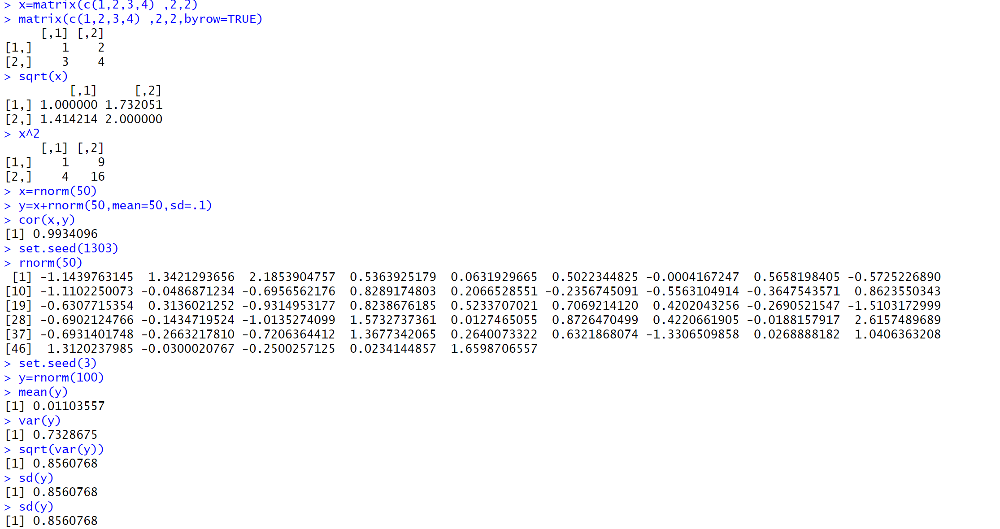 > x=matrix(c(1,2,3,4) ,2,2)
> matrix(c(1,2,3,4) ,2,2,byrow=TRUE)
     [,1] [,2]
[1,]    1    2
[2,]    3    4
> sqrt(x)
         [,1]     [,2]
[1,] 1.000000 1.732051
[2,] 1.414214 2.000000
> x^2
     [,1] [,2]
[1,]    1    9
[2,]    4   16
> x=rnorm(50)
> y=x+rnorm(50,mean=50,sd=.1)
> cor(x,y)
[1] 0.9934096
> set.seed(1303)
> rnorm(50)
 [1] -1.1439763145  1.3421293656  2.1853904757  0.5363925179  0.0631929665  0.5022344825 -0.0004167247  0.5658198405 -0.5725226890
[10] -1.1102250073 -0.0486871234 -0.6956562176  0.8289174803  0.2066528551 -0.2356745091 -0.5563104914 -0.3647543571  0.8623550343
[19] -0.6307715354  0.3136021252 -0.9314953177  0.8238676185  0.5233707021  0.7069214120  0.4202043256 -0.2690521547 -1.5103172999
[28] -0.6902124766 -0.1434719524 -1.0135274099  1.5732737361  0.0127465055  0.8726470499  0.4220661905 -0.0188157917  2.6157489689
[37] -0.6931401748 -0.2663217810 -0.7206364412  1.3677342065  0.2640073322  0.6321868074 -1.3306509858  0.0268888182  1.0406363208
[46]  1.3120237985 -0.0300020767 -0.2500257125  0.0234144857  1.6598706557
> set.seed(3)
> y=rnorm(100)
> mean(y)
[1] 0.01103557
> var(y)
[1] 0.7328675
> sqrt(var(y))
[1] 0.8560768
> sd(y)
[1] 0.8560768
> sd(y)
[1] 0.8560768